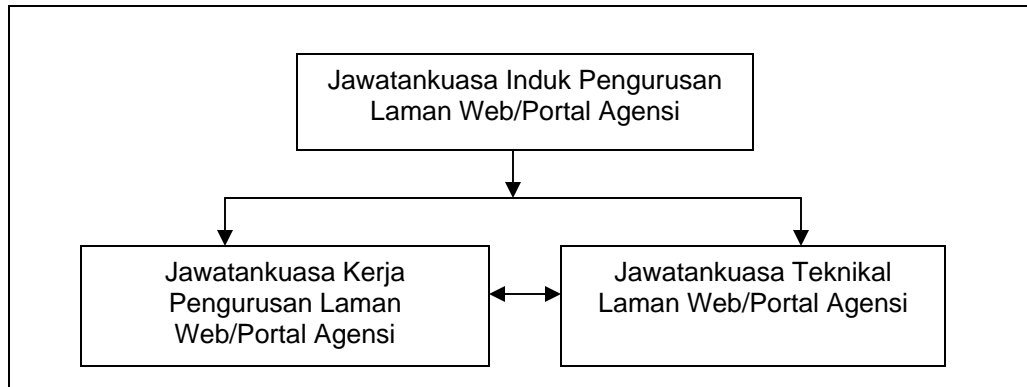 Jawatankuasa Induk Pengurusan
Laman Web/Portal Agensi
Jawatankuasa Kerja
Pengurusan Laman
Web/Portal Agensi
Jawatankuasa Teknikal
Laman Web/Portal Agensi